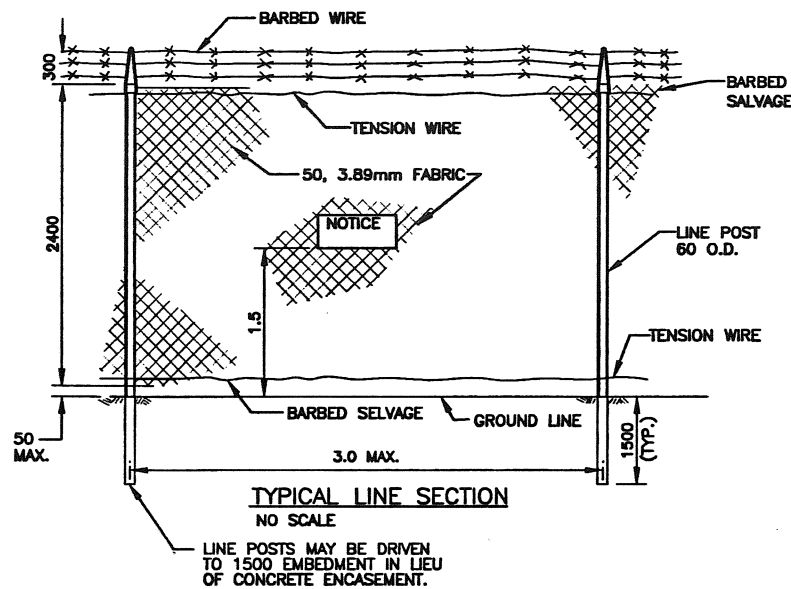 BARBED WIRE
300
BARBED
SALVAGE
TENSION WIRE
50, 3.89mm FABRIC
NOTICE
2400
LINE POST
60 O.D.
1.5
TENSION WIRE
BARBED SELVAGE
GROUND LINE
50
MAX.
3.0 MAX.
1500
(TYP.)
TYPICAL LINE SECTION
NO SCALE
LINE POSTS MAY BE DRIVEN
TO 1500 EMBEDMENT IN LIEU
OF CONCRETE ENCASEMENT.